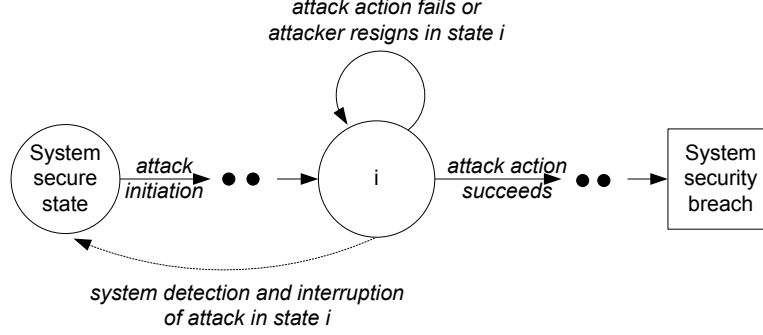 attack action fails or
attacker resigns in state i
System
secure
state
attack
initiation
i
attack action
succeeds
System
security
breach
system detection and interruption
of attack in state i